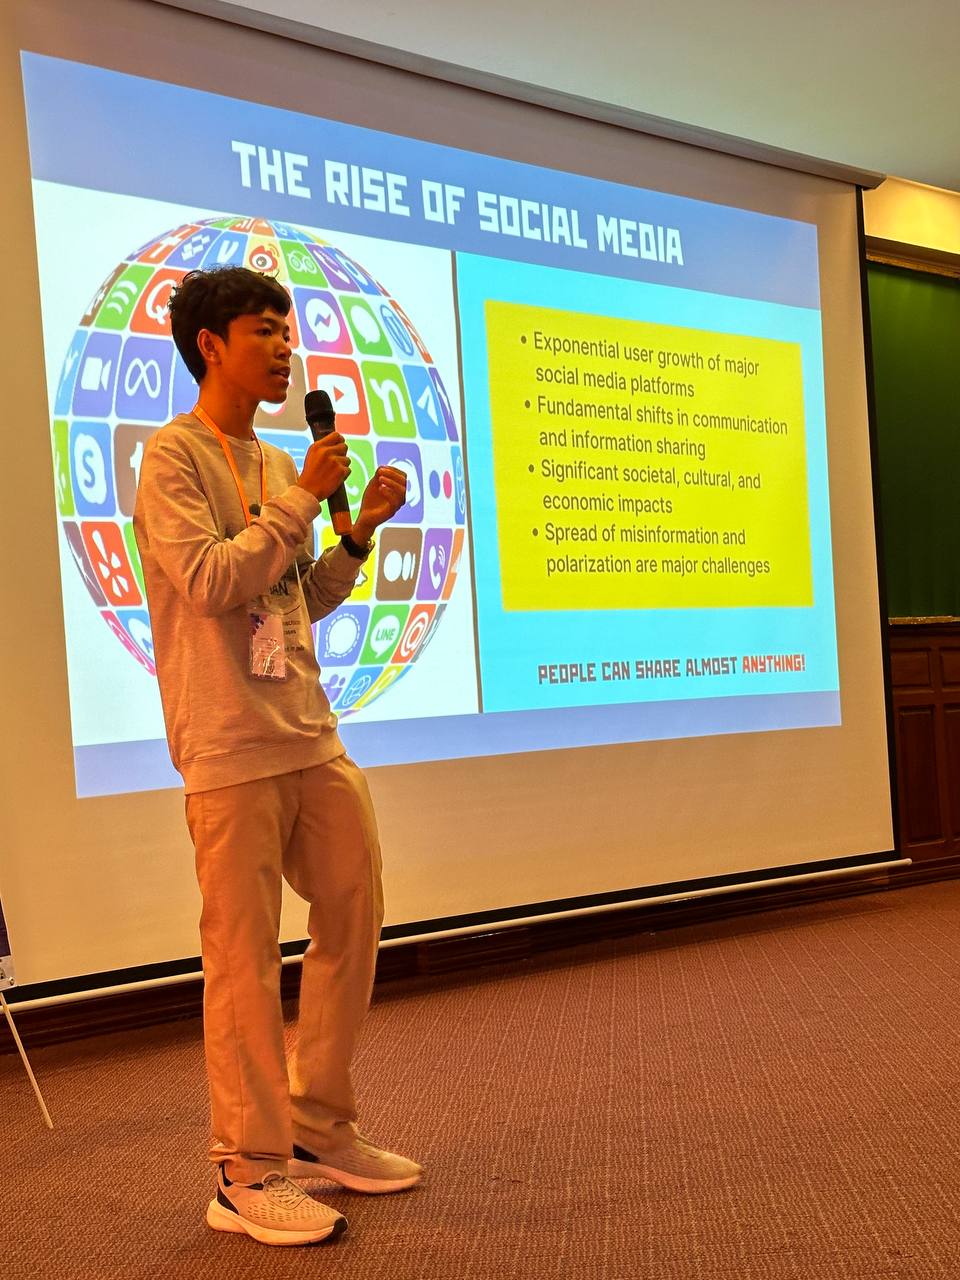 THE RISE OF SOCIAL MEDIA
• Exponential user growth of major
social media platforms
• Fundamental shifts in communication
and information sharing
• Significant societal, cultural, and
economic impacts
• Spread of misinformation and
polarization are major challenges
PEOPLE CAN SHARE ALMOST ANYTHING!
LINE